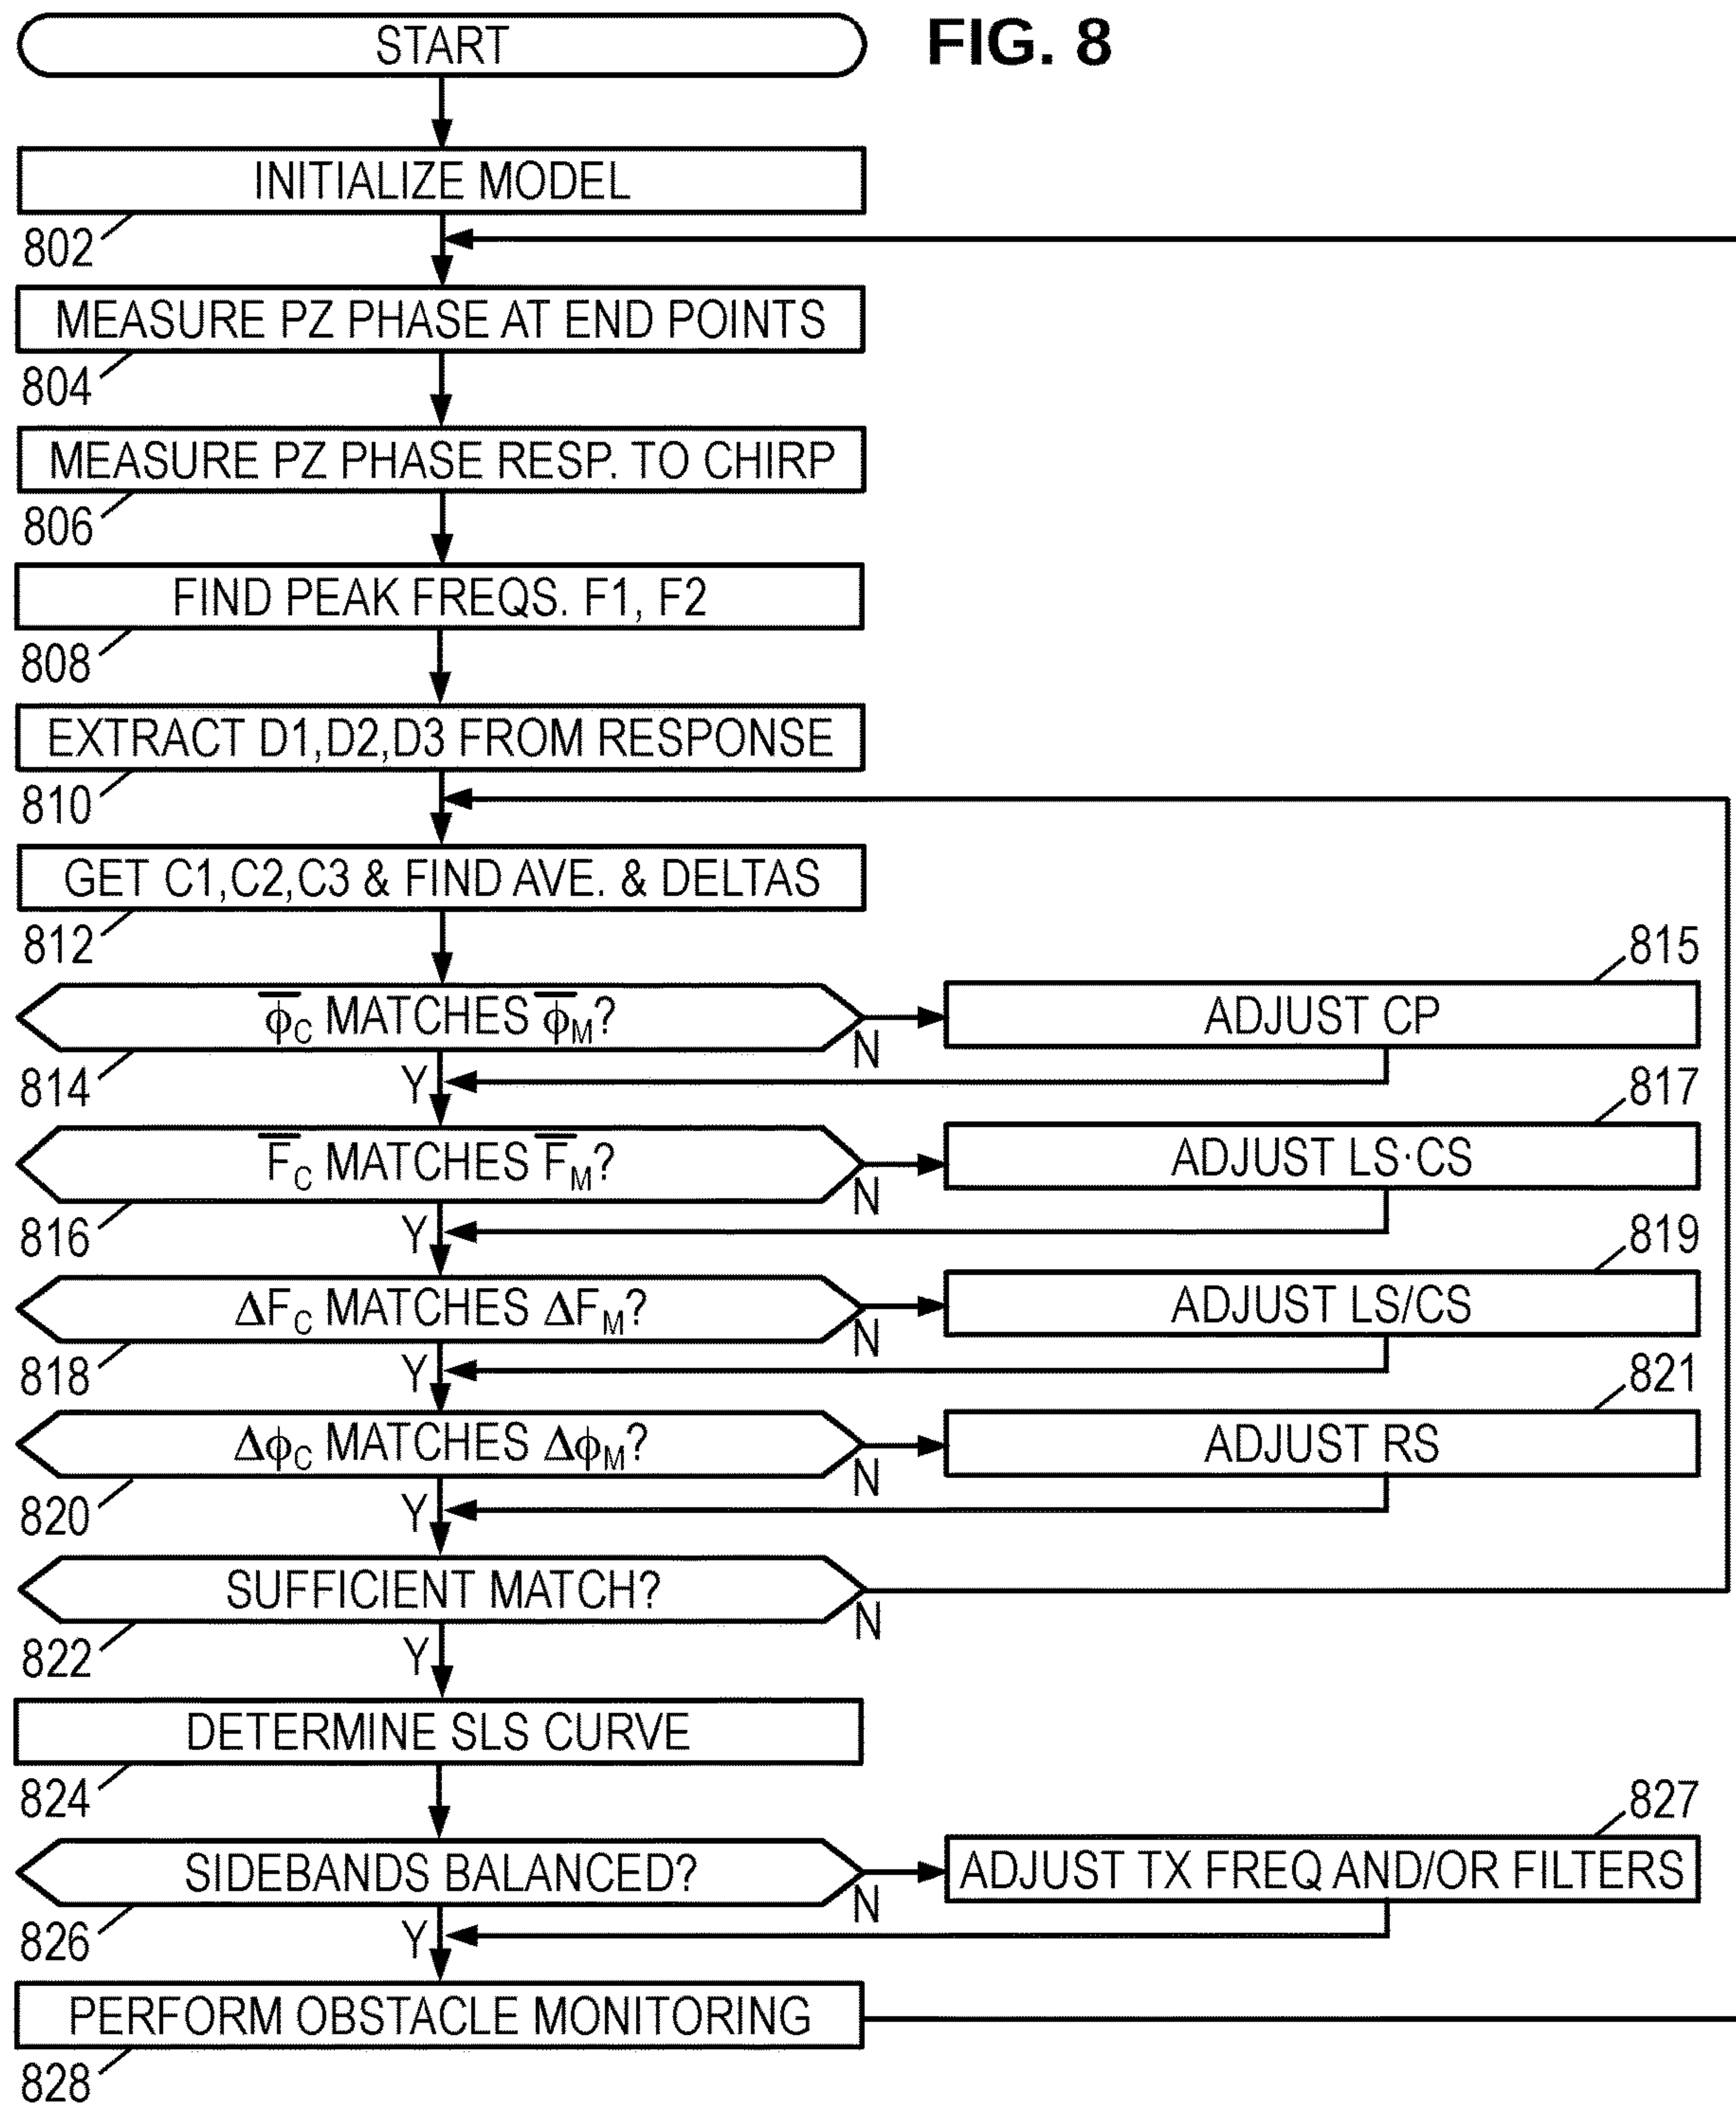 START
FIG. 8
INITIALIZE MODEL
802
MEASURE PZ PHASE AT END POINTS
804
MEASURE PZ PHASE RESP. TO CHIRP
806
FIND PEAK FREQS. F1, F2
808
EXTRACT D1,D2,D3 FROM RESPONSE
810
GET C1,C2,C3 & FIND AVE. & DELTAS
812
815
ϕ̅C MATCHES ϕ̅M?
N
ADJUST CP
814
Y
817
F̅C MATCHES F̅M?
N
ADJUST LS·CS
816
Y
819
ΔFC MATCHES ΔFM?
N
ADJUST LS/CS
818
Y
821
ΔϕC MATCHES ΔϕM?
N
ADJUST RS
820
Y
SUFFICIENT MATCH?
N
822
Y
DETERMINE SLS CURVE
824
827
SIDEBANDS BALANCED?
N
ADJUST TX FREQ AND/OR FILTERS
826
Y
PERFORM OBSTACLE MONITORING
828